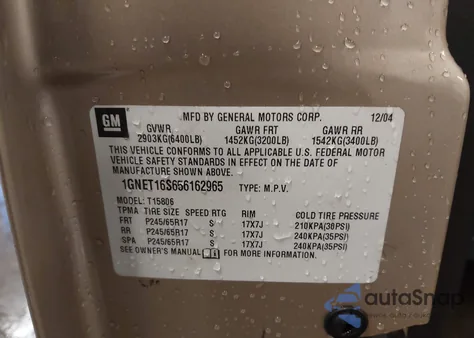 GM
MFD BY GENERAL MOTORS CORP. 12/04
GVWR GAWR FRT GAWR RR
2903KG(6400LB) 1452KG(3200LB) 1542KG(3400LB)
THIS VEHICLE CONFORMS TO ALL APPLICABLE U.S. FEDERAL MOTOR
VEHICLE SAFETY STANDARDS IN EFFECT ON THE DATE OF
MANUFACTURE SHOWN ABOVE.
1GNET16S656162965 TYPE: M.P.V.
MODEL: T15806
TPMA TIRE SIZE SPEED RTG RIM COLD TIRE PRESSURE
FRT P245/65R17 S 17X7J 210KPA(30PSI)
RR P245/65R17 S 17X7J 240KPA(35PSI)
SPA P245/65R17 S 17X7J 240KPA(35PSI)
SEE OWNER'S MANUAL FOR MORE INFORMATION.
autaSnap